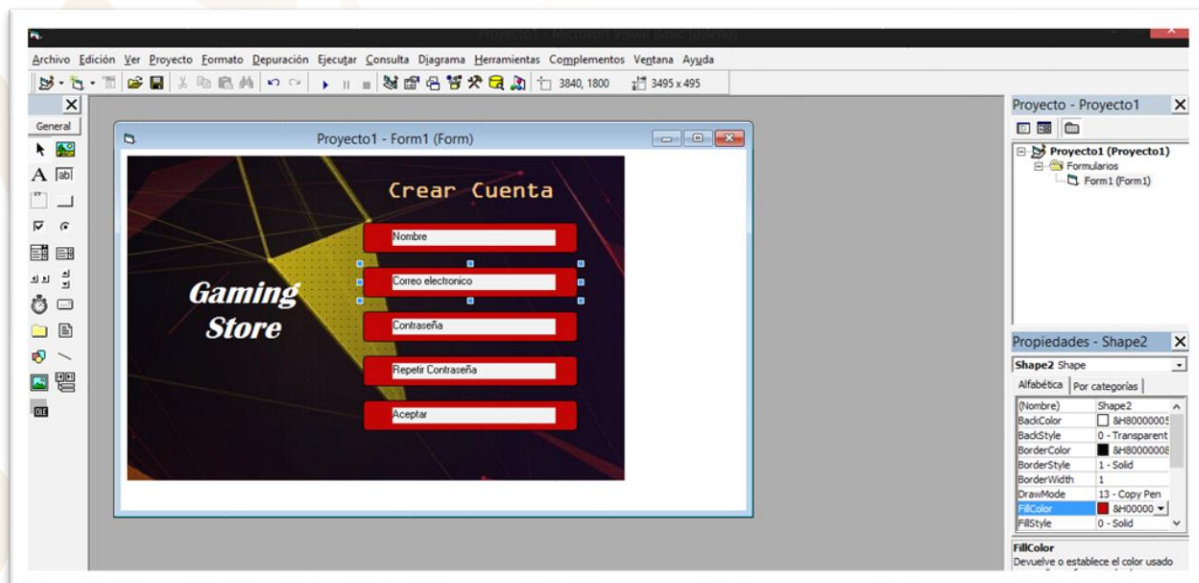 Proyecto1 - Microsoft Visual Basic [diseño]
Archivo Edición Ver Proyecto Formato Depuración Ejecutar Consulta Diagrama Herramientas Complementos Ventana Ayuda
3840, 1800 3495 x 495
General
A ab|
OLE
Proyecto1 - Form1 (Form)
Crear Cuenta
Nombre
Correo electronico
Contraseña
Repetir Contraseña
Aceptar
Gaming
Store
Proyecto - Proyecto1
Proyecto1 (Proyecto1)
Formularios
Form1 (Form1)
Propiedades - Shape2
Shape2 Shape
Alfabética Por categorías
(Nombre) Shape2
BackColor &H80000005
BackStyle 0 - Transparent
BorderColor &H80000008
BorderStyle 1 - Solid
BorderWidth 1
DrawMode 13 - Copy Pen
FillColor &H00000
FillStyle 0 - Solid
FillColor
Devuelve o establece el color usado